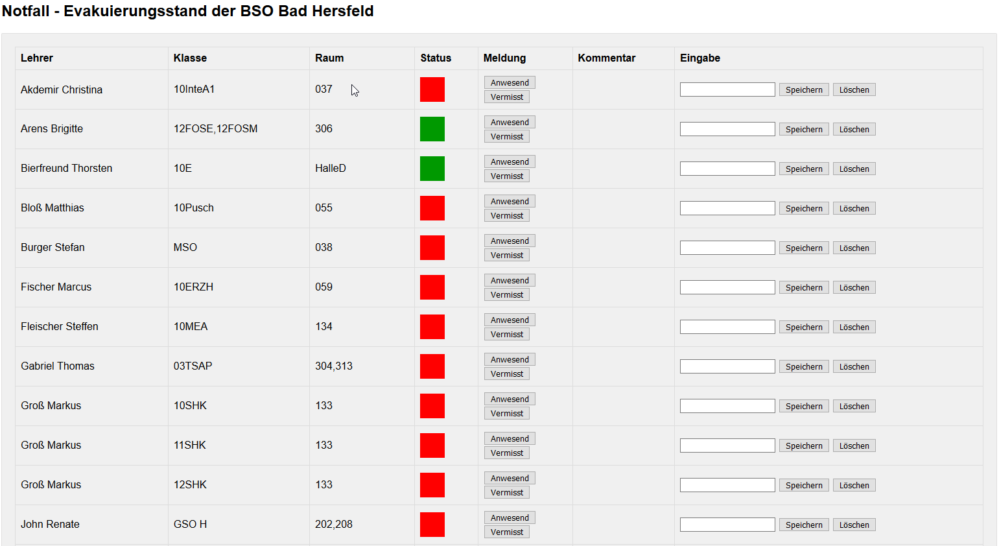 Notfall - Evakuierungsstand der BSO Bad Hersfeld
Lehrer Klasse Raum Status Meldung Kommentar Eingabe
Akdemir Christina 10InteA1 037 Anwesend Vermisst Speichern Löschen
Arens Brigitte 12FOSE,12FOSM 306 Anwesend Vermisst Speichern Löschen
Bierfreund Thorsten 10E HalleD Anwesend Vermisst Speichern Löschen
Bloß Matthias 10Pusch 055 Anwesend Vermisst Speichern Löschen
Burger Stefan MSO 038 Anwesend Vermisst Speichern Löschen
Fischer Marcus 10ERZH 059 Anwesend Vermisst Speichern Löschen
Fleischer Steffen 10MEA 134 Anwesend Vermisst Speichern Löschen
Gabriel Thomas 03TSAP 304,313 Anwesend Vermisst Speichern Löschen
Groß Markus 10SHK 133 Anwesend Vermisst Speichern Löschen
Groß Markus 11SHK 133 Anwesend Vermisst Speichern Löschen
Groß Markus 12SHK 133 Anwesend Vermisst Speichern Löschen
John Renate GSO H 202,208 Anwesend Vermisst Speichern Löschen